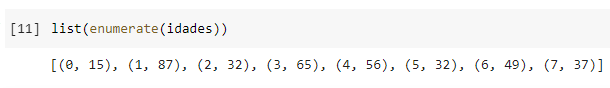 [11] list(enumerate(idades))
[(0, 15), (1, 87), (2, 32), (3, 65), (4, 56), (5, 32), (6, 49), (7, 37)]